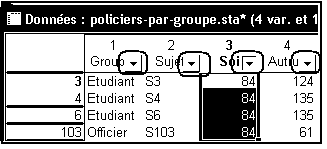 Données : policiers-par-groupe.sta* (4 var. et 1
1 2 3 4
Group Sujet Soi Autru
3 Etudiant S3 84 124
4 Etudiant S4 84 135
6 Etudiant S6 84 135
103 Officier S103 84 61